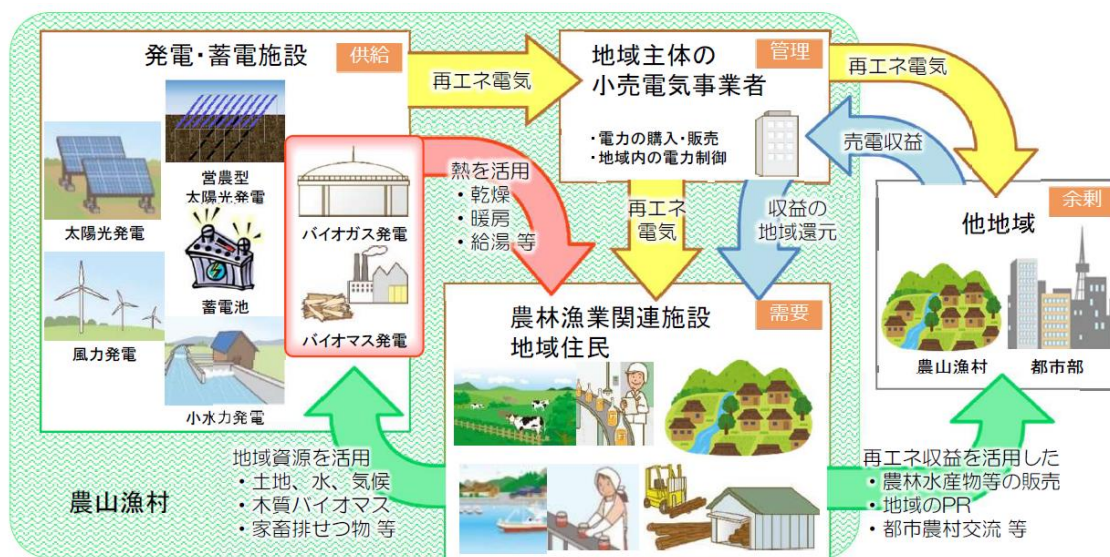 発電・蓄電施設
供給
太陽光発電
営農型
太陽光発電
蓄電池
風力発電
小水力発電
バイオガス発電
バイオマス発電
再エネ電気
地域主体の
小売電気事業者
管理
・電力の購入・販売
・地域内の電力制御
再エネ電気
売電収益
熱を活用
・乾燥
・暖房
・給湯 等
再エネ
電気
収益の
地域還元
他地域
余剰
農山漁村
都市部
農林漁業関連施設
地域住民
需要
地域資源を活用
・土地、水、気候
・木質バイオマス
・家畜排せつ物 等
農山漁村
再エネ収益を活用した
・農林水産物等の販売
・地域のPR
・都市農村交流 等